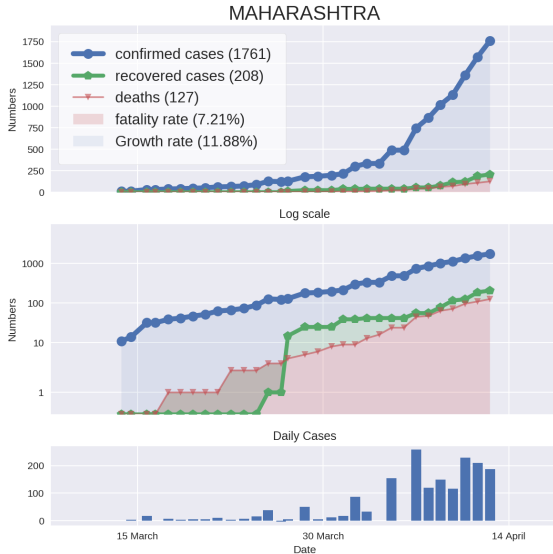 MAHARASHTRA
Numbers
1750
1500
1250
1000
750
500
250
0
confirmed cases (1761)
recovered cases (208)
deaths (127)
fatality rate (7.21%)
Growth rate (11.88%)
Log scale
Numbers
1000
100
10
1
Daily Cases
200
100
0
15 March
30 March
14 April
Date